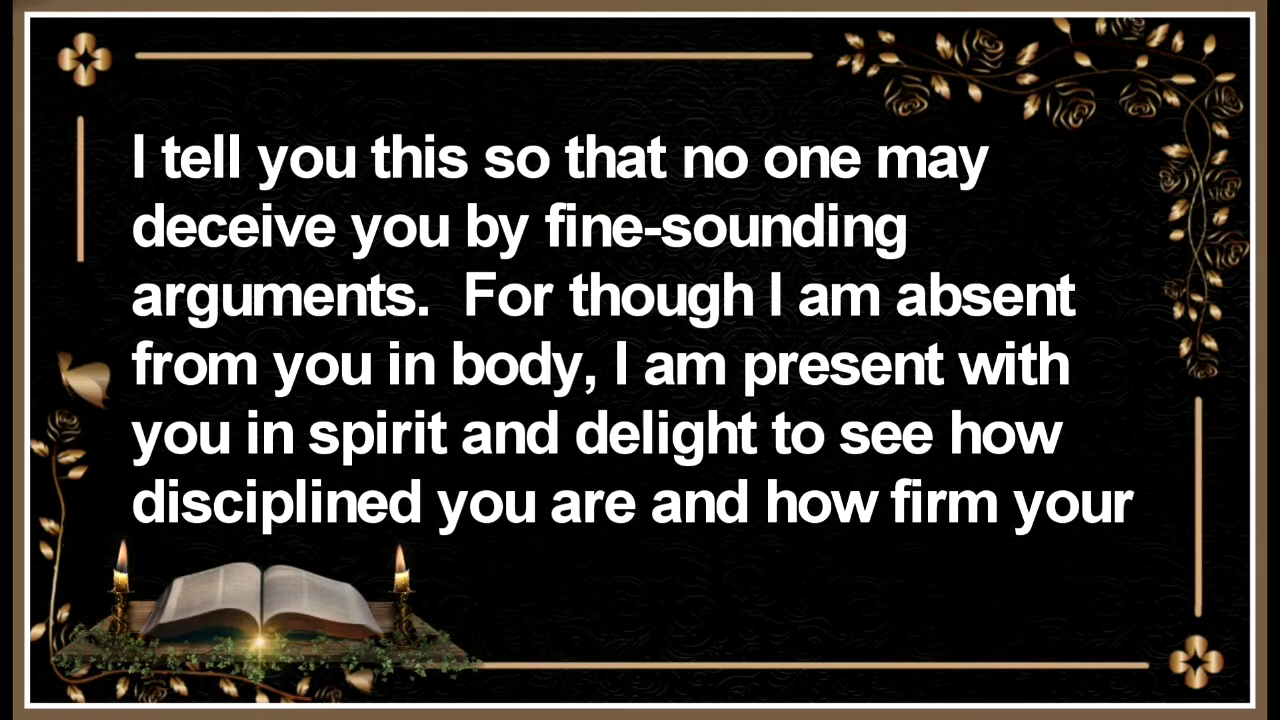 I tell you this so that no one may
deceive you by fine-sounding
arguments.  For though I am absent
from you in body, I am present with
you in spirit and delight to see how
disciplined you are and how firm your